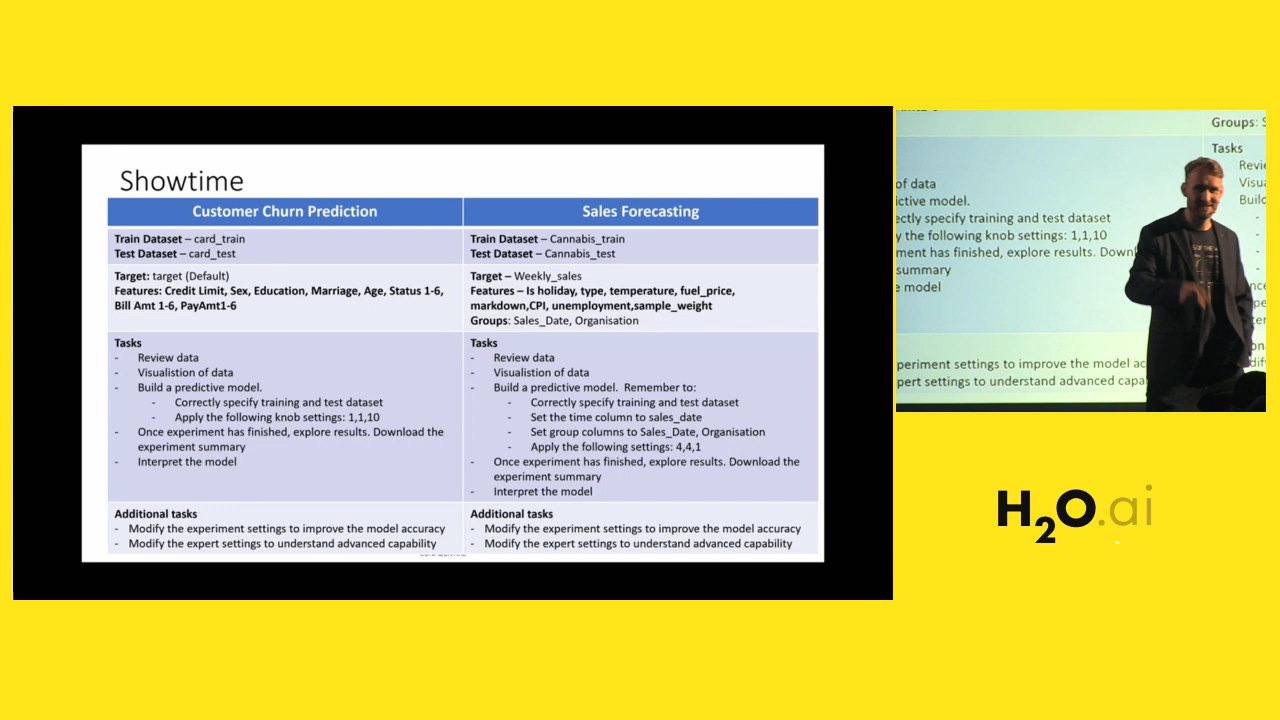 Showtime
Customer Churn Prediction
Sales Forecasting
Train Dataset – card_train
Test Dataset – card_test
Train Dataset – Cannabis_train
Test Dataset – Cannabis_test
Target: target (Default)
Features: Credit Limit, Sex, Education, Marriage, Age, Status 1-6,
Bill Amt 1-6, PayAmt1-6
Target – Weekly_sales
Features – Is holiday, type, temperature, fuel_price,
markdown,CPI, unemployment,sample_weight
Groups: Sales_Date, Organisation
Tasks
- Review data
- Visualistion of data
- Build a predictive model.
- Correctly specify training and test dataset
- Apply the following knob settings: 1,1,10
- Once experiment has finished, explore results. Download the
experiment summary
- Interpret the model
Tasks
- Review data
- Visualistion of data
- Build a predictive model. Remember to:
- Correctly specify training and test dataset
- Set the time column to sales_date
- Set group columns to Sales_Date, Organisation
- Apply the following settings: 4,4,1
- Once experiment has finished, explore results. Download the
experiment summary
- Interpret the model
Additional tasks
- Modify the experiment settings to improve the model accuracy
- Modify the expert settings to understand advanced capability
Additional tasks
- Modify the experiment settings to improve the model accuracy
- Modify the expert settings to understand advanced capability
Groups: S
Tasks
Revie
Visua
Build
of data
ictive model.
ectly specify training and test dataset
y the following knob settings: 1,1,10
ment has finished, explore results. Downl
summary
e model
experiment settings to improve the model ac
pert settings to understand advanced capa
H2O.ai